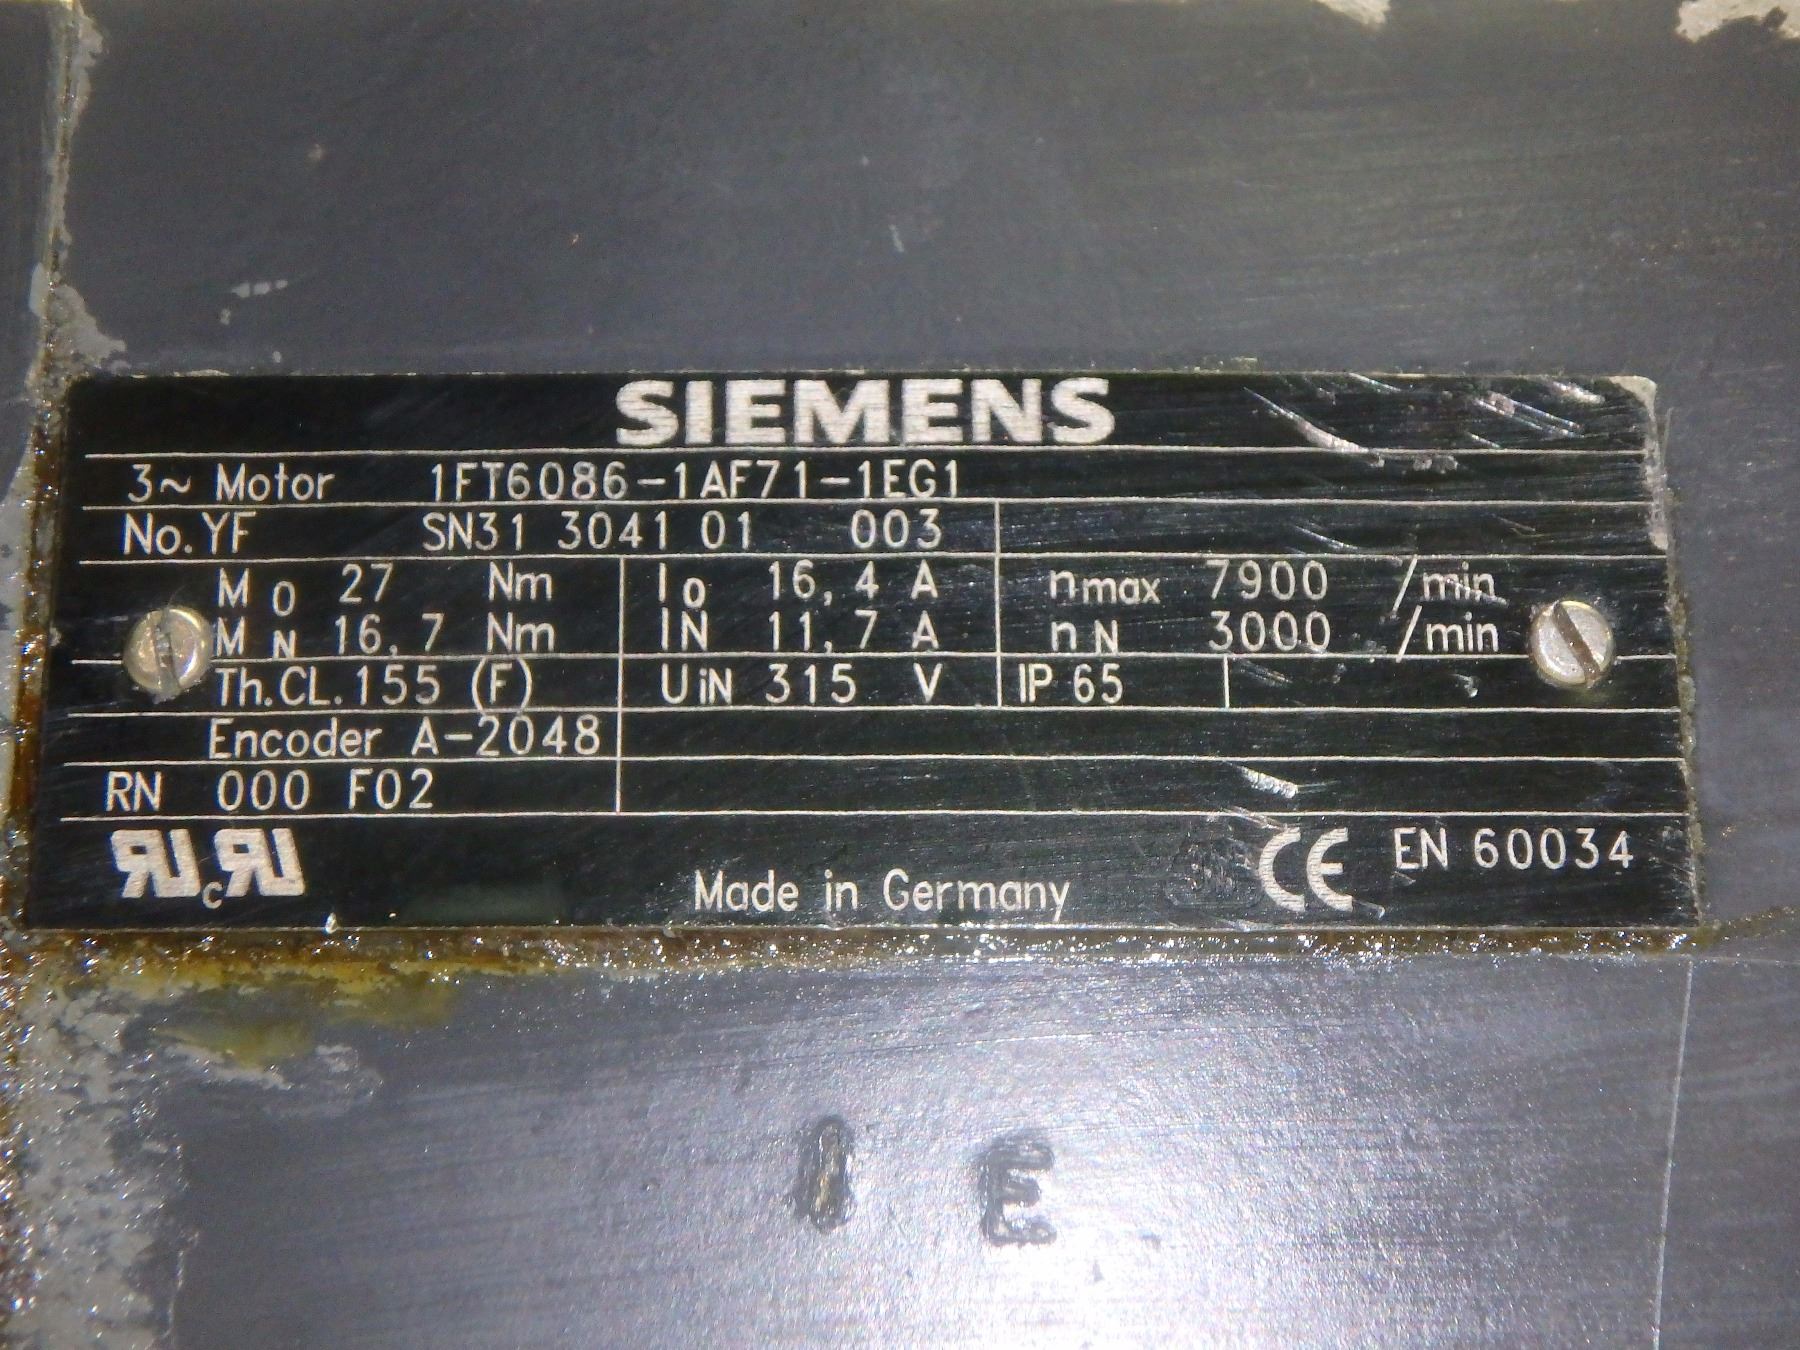 SIEMENS
3~ Motor 1FT6086-1AF71-1EG1
No. YF SN31 3041 01 003
M0 27 Nm I0 16,4 A nmax 7900 /min
MN 16,7 Nm IN 11,7 A nN 3000 /min
Th.CL.155 (F) UiN 315 V IP 65
Encoder A-2048
RN 000 F02
RU cRU CE EN 60034
Made in Germany
I E